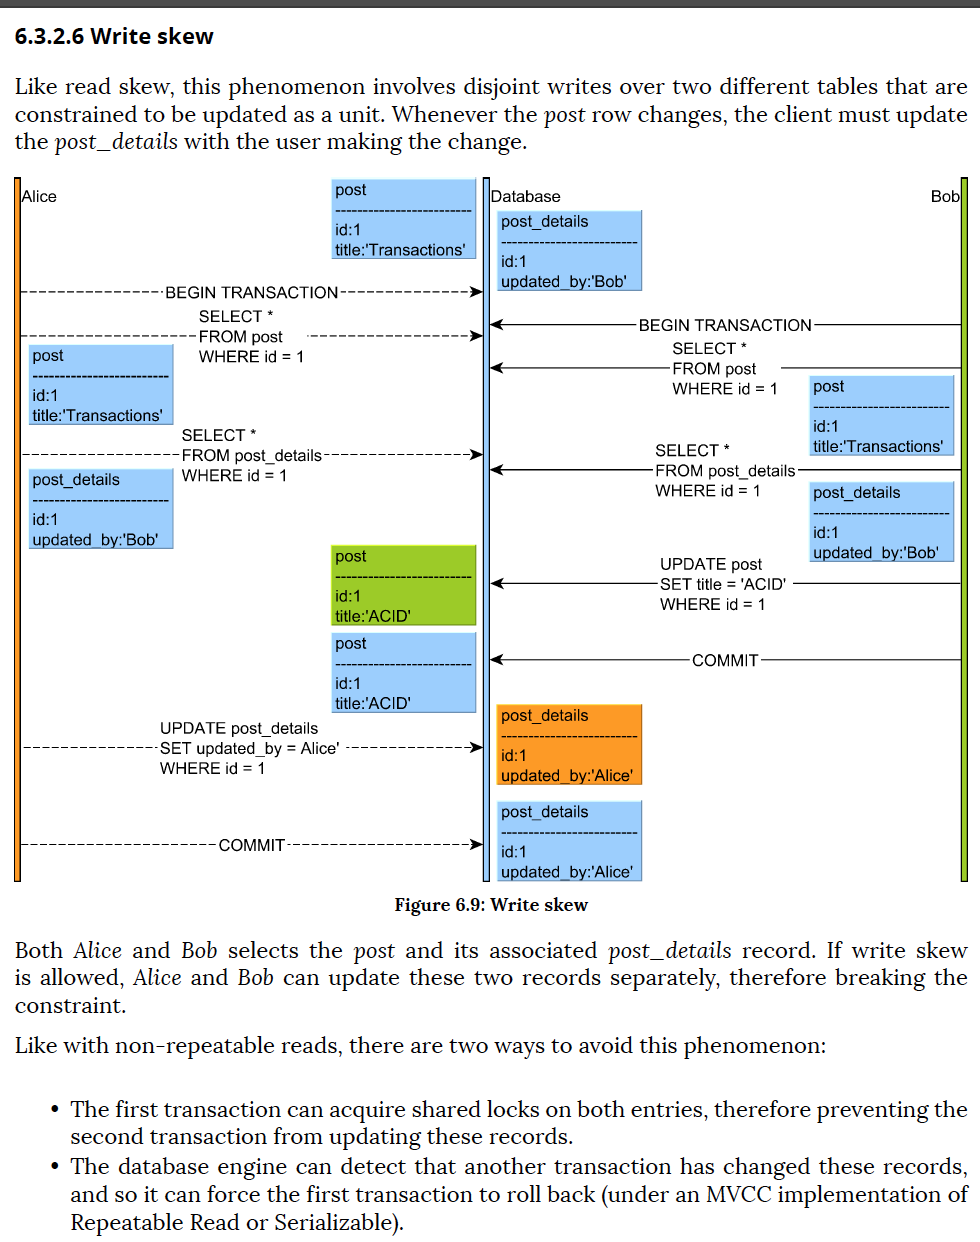 6.3.2.6 Write skew
Like read skew, this phenomenon involves disjoint writes over two different tables that are
constrained to be updated as a unit. Whenever the post row changes, the client must update
the post_details with the user making the change.
Alice
post
id:1
title:'Transactions'
Database
post_details
id:1
updated_by:'Bob'
Bob
BEGIN TRANSACTION
SELECT *
FROM post
WHERE id = 1
BEGIN TRANSACTION
SELECT *
FROM post
WHERE id = 1
post
id:1
title:'Transactions'
post
id:1
title:'Transactions'
SELECT *
FROM post_details
WHERE id = 1
SELECT *
FROM post_details
WHERE id = 1
post_details
id:1
updated_by:'Bob'
post_details
id:1
updated_by:'Bob'
UPDATE post
SET title = 'ACID'
WHERE id = 1
post
id:1
title:'ACID'
COMMIT
post
id:1
title:'ACID'
UPDATE post_details
SET updated_by = Alice'
WHERE id = 1
post_details
id:1
updated_by:'Alice'
COMMIT
post_details
id:1
updated_by:'Alice'
Figure 6.9: Write skew
Both Alice and Bob selects the post and its associated post_details record. If write skew
is allowed, Alice and Bob can update these two records separately, therefore breaking the
constraint.
Like with non-repeatable reads, there are two ways to avoid this phenomenon:
• The first transaction can acquire shared locks on both entries, therefore preventing the
second transaction from updating these records.
• The database engine can detect that another transaction has changed these records,
and so it can force the first transaction to roll back (under an MVCC implementation of
Repeatable Read or Serializable).